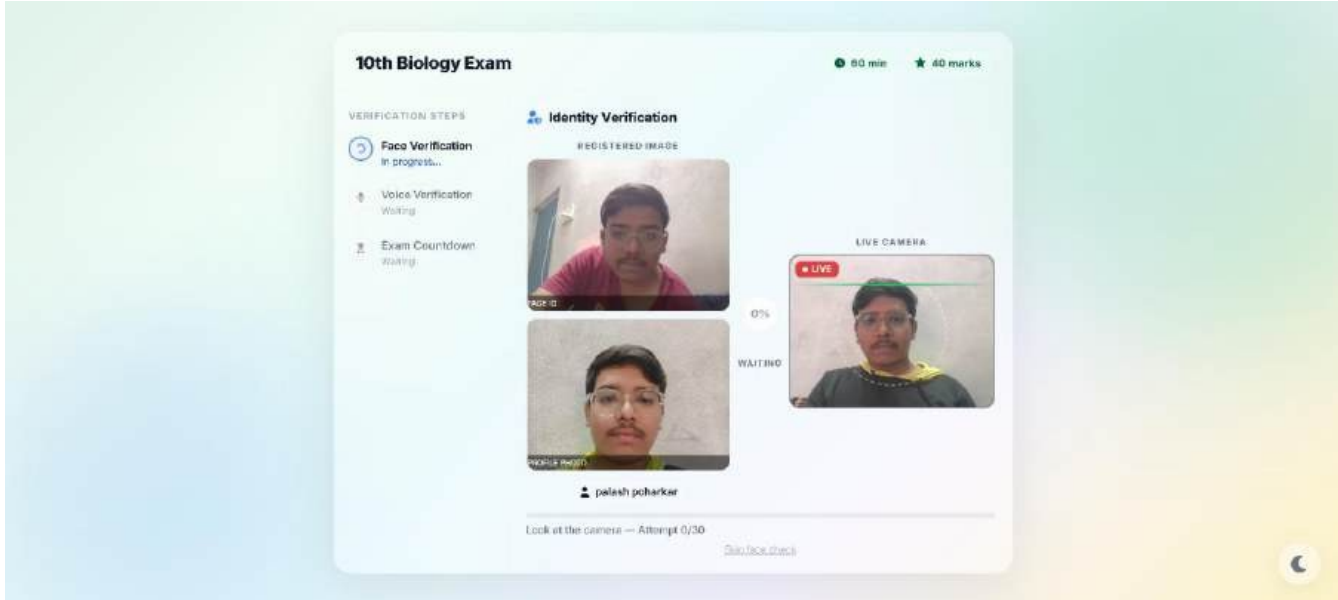 10th Biology Exam
60 min
40 marks
VERIFICATION STEPS
Face Verification
In progress...
Voice Verification
Waiting
Exam Countdown
Waiting
Identity Verification
REGISTERED IMAGE
FACE ID
PROFILE PHOTO
palash poharkar
0%
WAITING
LIVE CAMERA
LIVE
Look at the camera — Attempt 0/30
Skip face check